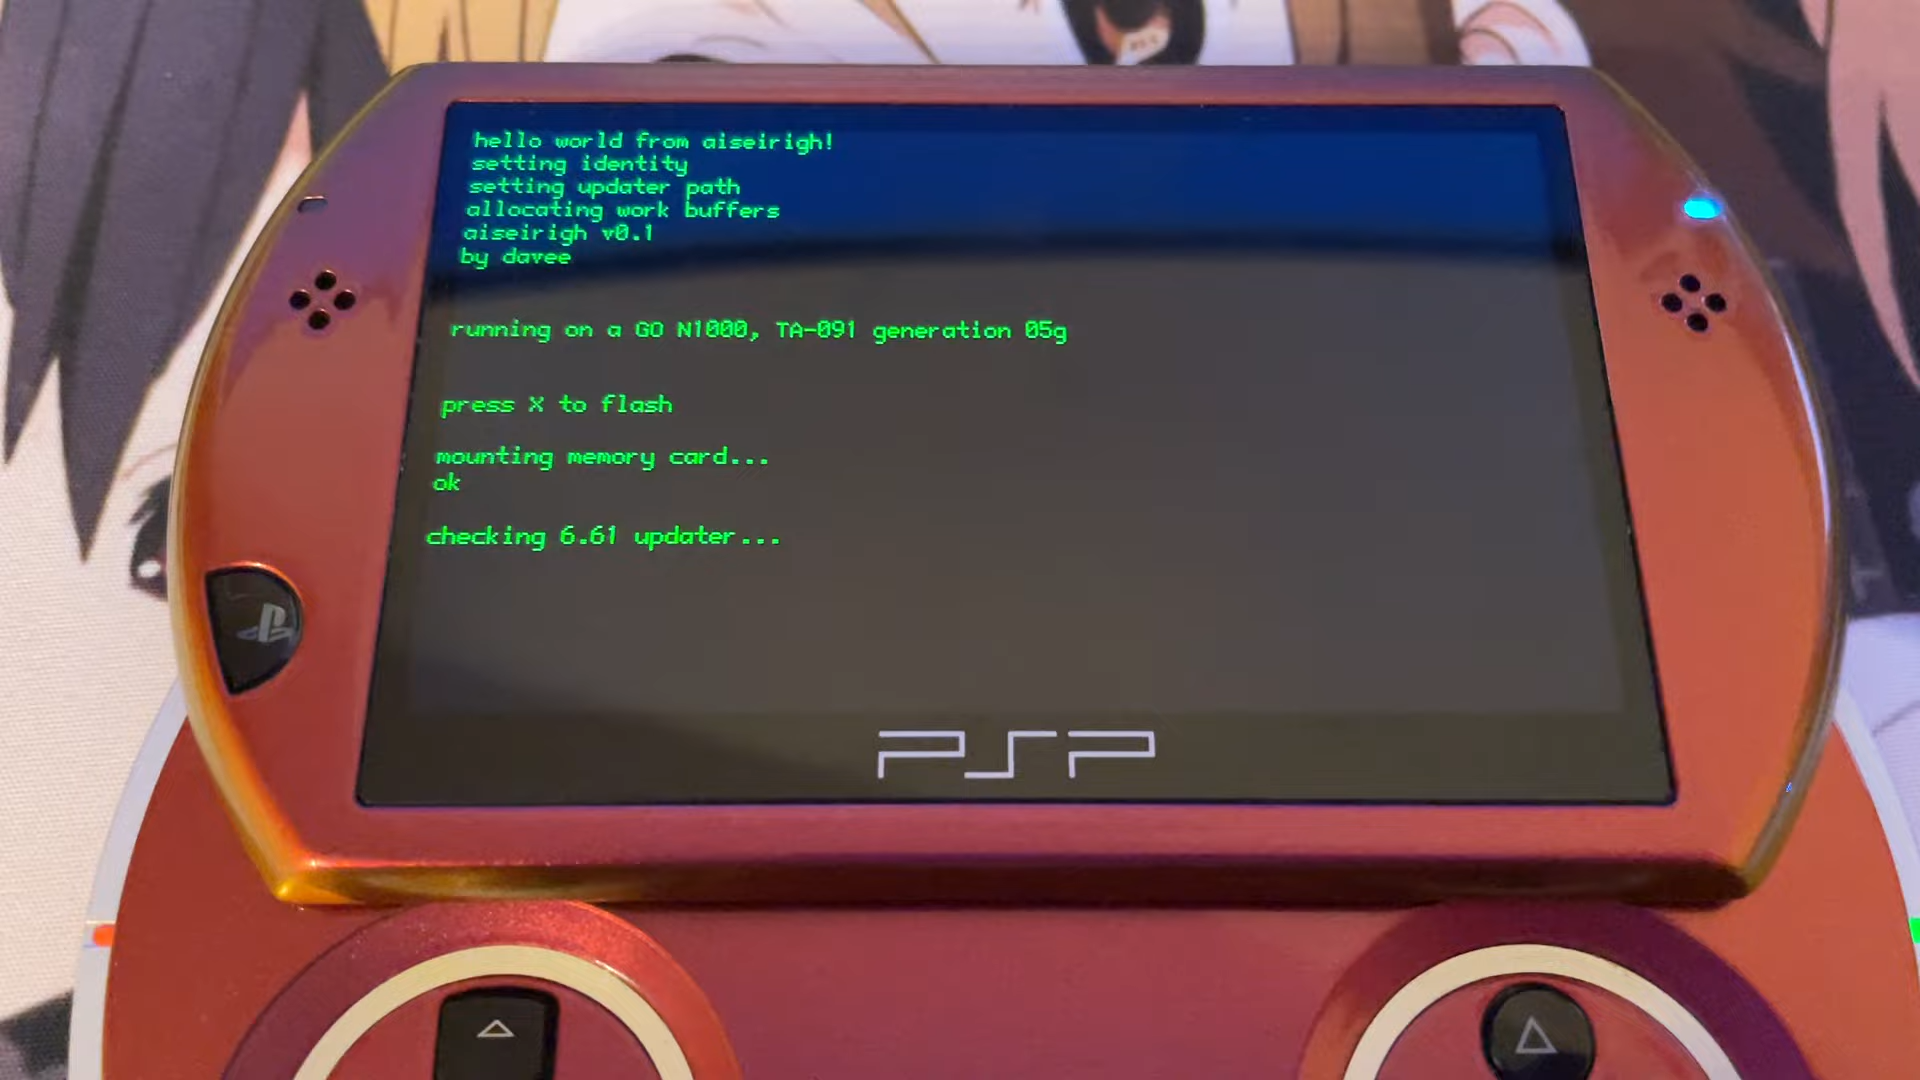 hello world from aiseirigh!
setting identity
setting updater path
allocating work buffers
aiseirigh v0.1
by davee
running on a GO N1000, TA-091 generation 05g
press X to flash
mounting memory card...
ok
checking 6.61 updater...
PSP